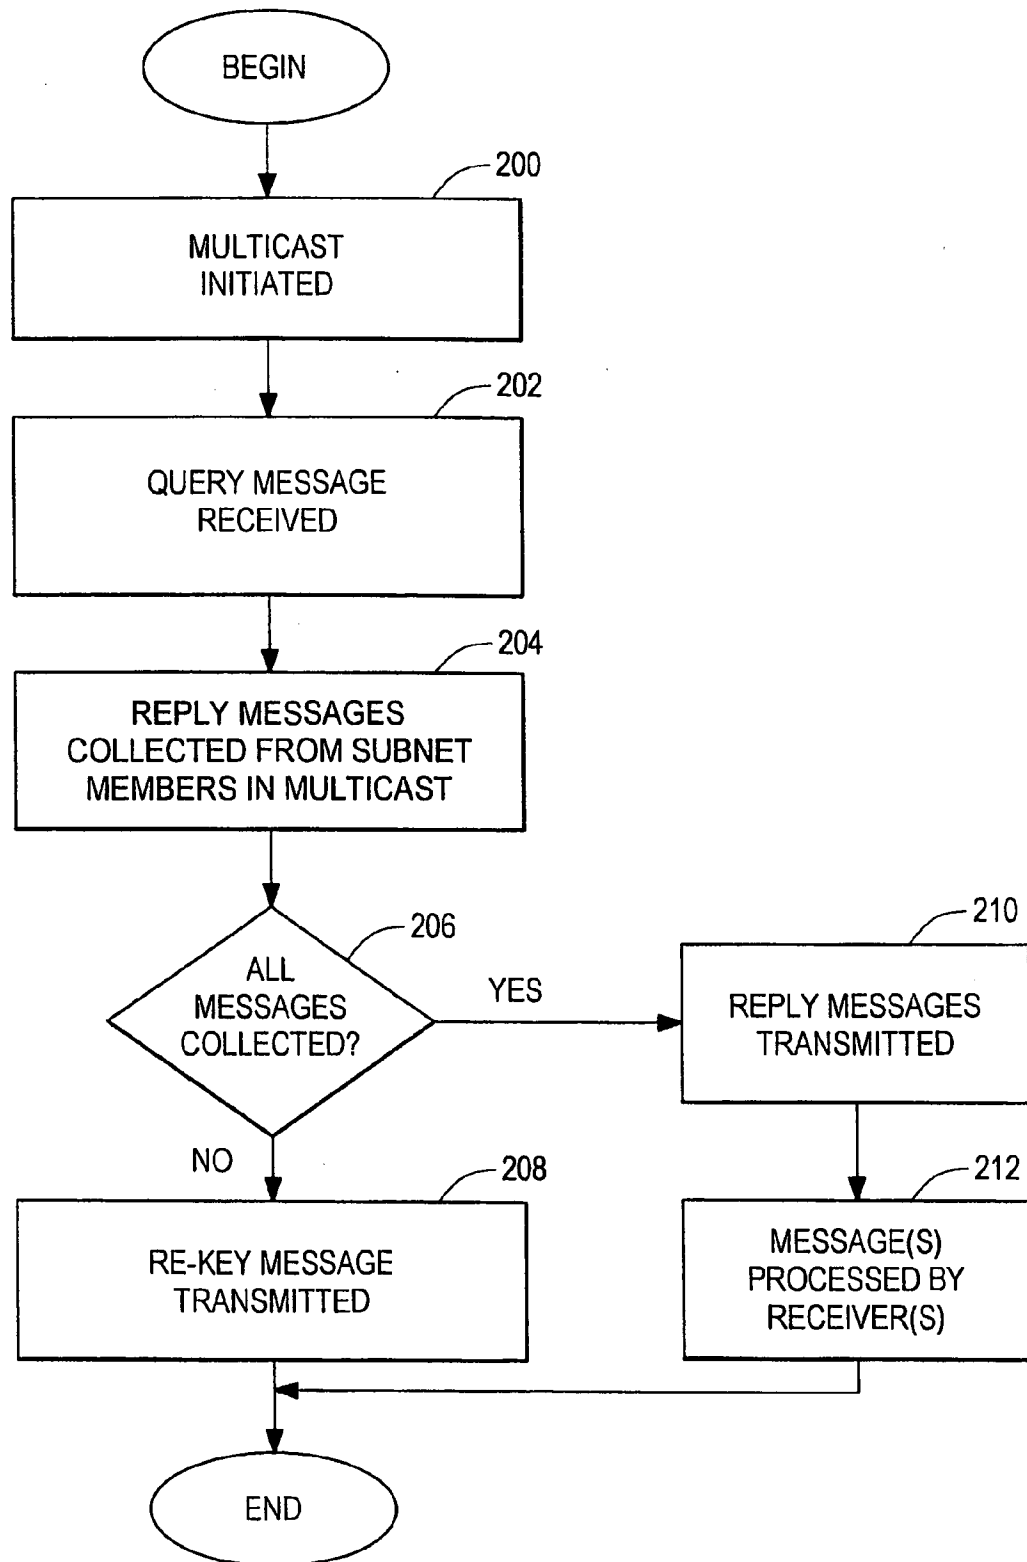 BEGIN
200
MULTICAST
INITIATED
202
QUERY MESSAGE
RECEIVED
204
REPLY MESSAGES
COLLECTED FROM SUBNET
MEMBERS IN MULTICAST
206
ALL
MESSAGES
COLLECTED?
YES
210
REPLY MESSAGES
TRANSMITTED
NO
208
RE-KEY MESSAGE
TRANSMITTED
212
MESSAGE(S)
PROCESSED BY
RECEIVER(S)
END